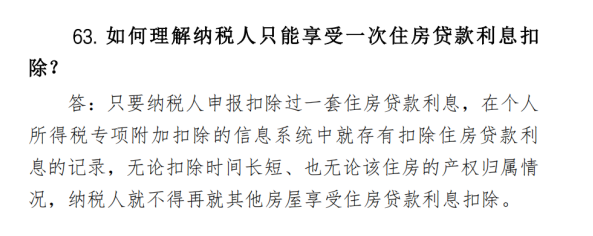 63. 如何理解纳税人只能享受一次住房贷款利息扣
除？
答：只要纳税人申报扣除过一套住房贷款利息，在个人
所得税专项附加扣除的信息系统中就存有扣除住房贷款利
息的记录，无论扣除时间长短、也无论该住房的产权归属情
况，纳税人就不得再就其他房屋享受住房贷款利息扣除。